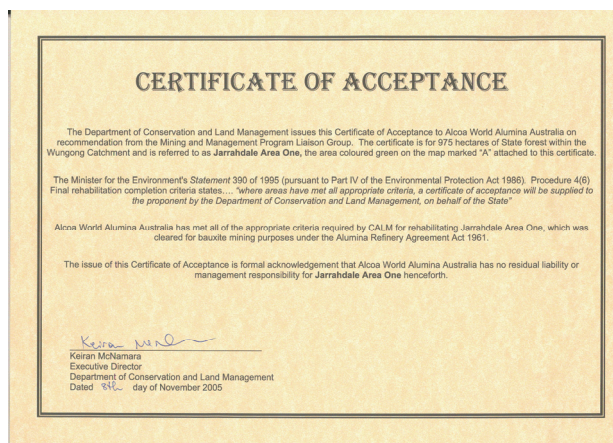 CERTIFICATE OF ACCEPTANCE
The Department of Conservation and Land Management issues this Certificate of Acceptance to Alcoa World Alumina Australia on
recommendation from the Mining and Management Program Liaison Group. The certificate is for 975 hectares of State forest within the
Wungong Catchment and is referred to as Jarrahdale Area One, the area coloured green on the map marked "A" attached to this certificate.
The Minister for the Environment's Statement 390 of 1995 (pursuant to Part IV of the Environmental Protection Act 1986). Procedure 4(6)
Final rehabilitation completion criteria states.... "where areas have met all appropriate criteria, a certificate of acceptance will be supplied to
the proponent by the Department of Conservation and Land Management, on behalf of the State"
Alcoa World Alumina Australia has met all of the appropriate criteria required by CALM for rehabilitating Jarrahdale Area One, which was
cleared for bauxite mining purposes under the Alumina Refinery Agreement Act 1961.
The issue of this Certificate of Acceptance is formal acknowledgement that Alcoa World Alumina Australia has no residual liability or
management responsibility for Jarrahdale Area One henceforth.
Keiran McNamara
Executive Director
Department of Conservation and Land Management
Dated 8th day of November 2005